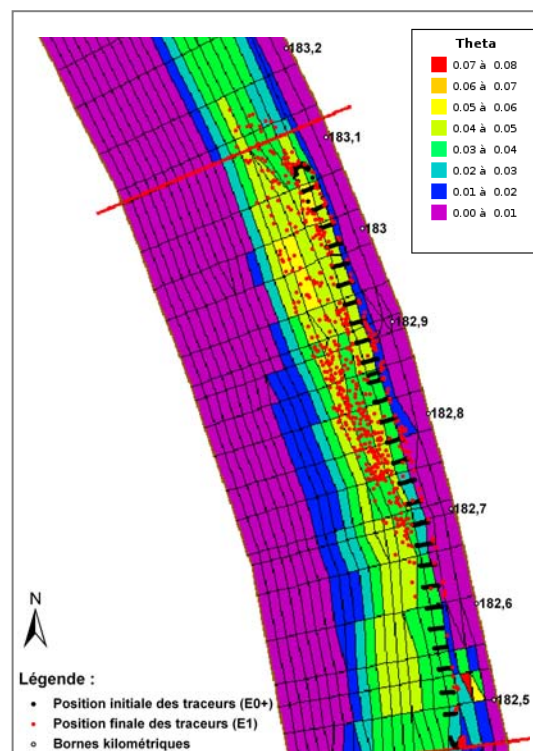 183,2
Theta
0.07 à 0.08
0.06 à 0.07
0.05 à 0.06
0.04 à 0.05
0.03 à 0.04
0.02 à 0.03
0.01 à 0.02
0.00 à 0.01
183,1
183
182,9
182,8
182,7
182,6
182,5
N
Légende :
Position initiale des traceurs (E0+)
Position finale des traceurs (E1)
Bornes kilométriques